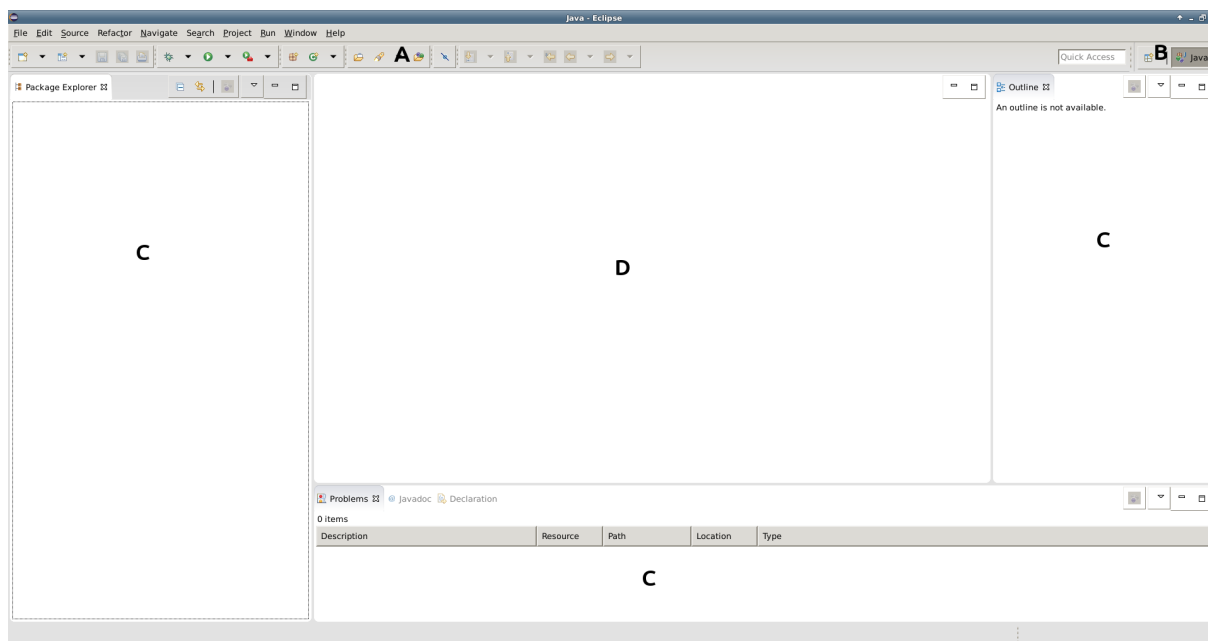 Java - Eclipse
File Edit Source Refactor Navigate Search Project Run Window Help
A Quick Access B Java
Package Explorer Outline
An outline is not available.
C
C
D
Problems Javadoc Declaration
0 items
Description Resource Path Location Type
C